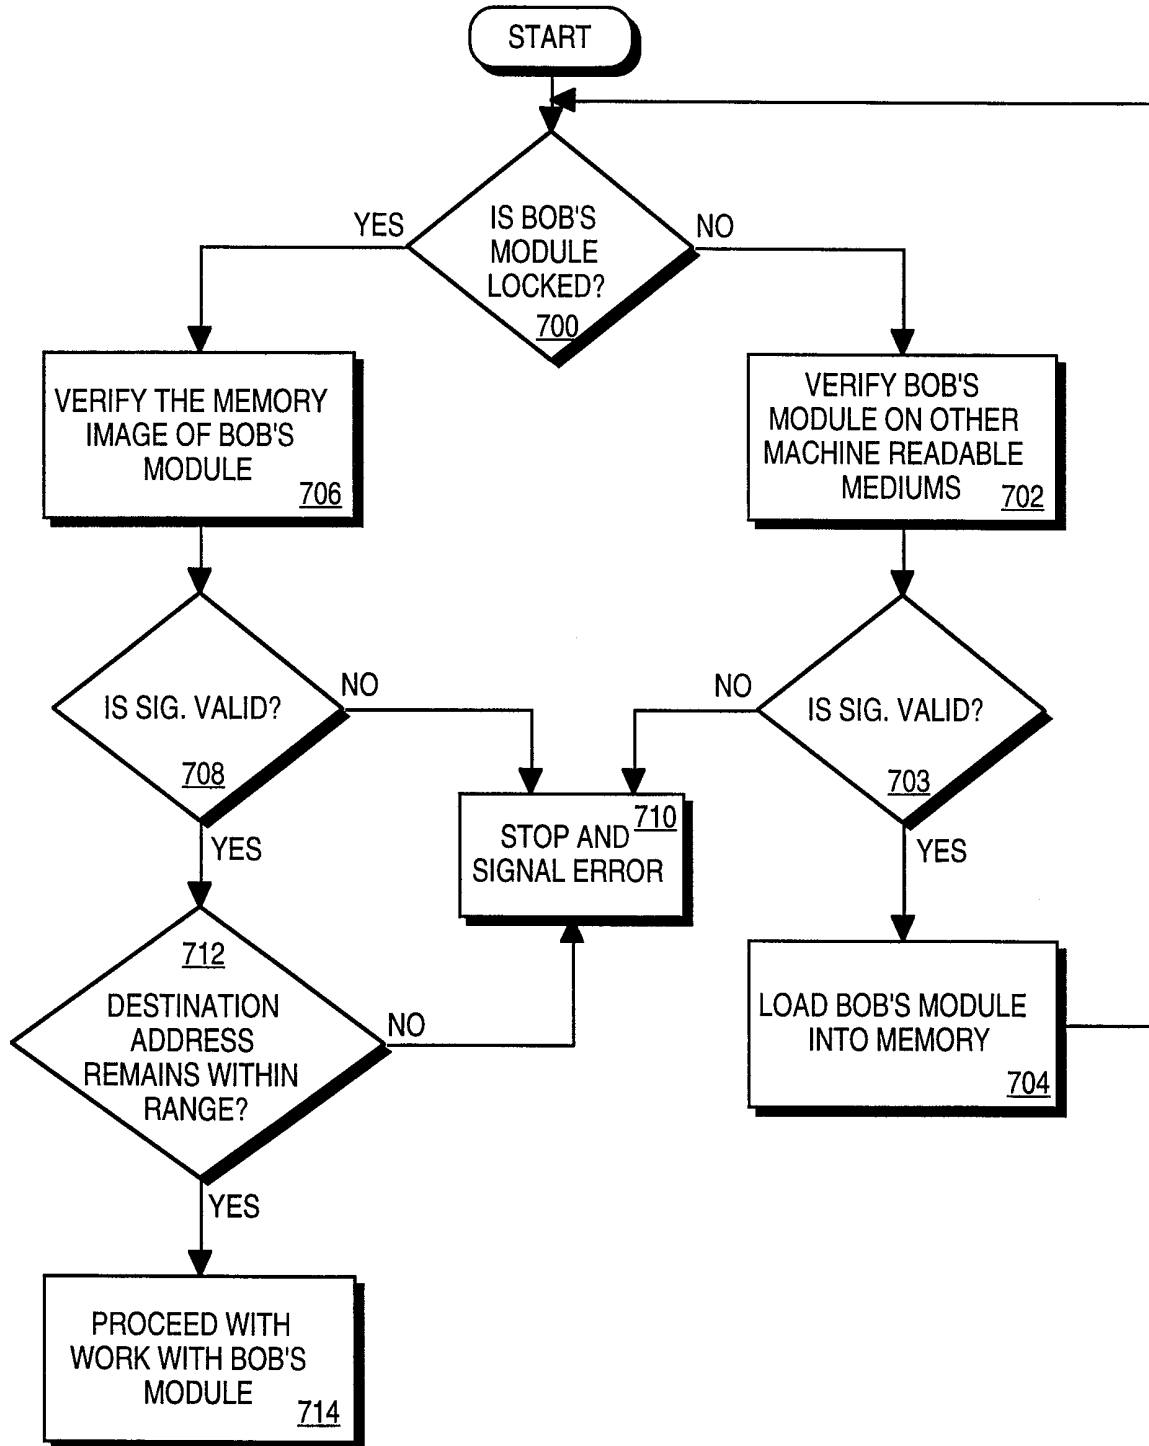 START
IS BOB'S
MODULE
LOCKED?
700
YES
NO
VERIFY THE MEMORY
IMAGE OF BOB'S
MODULE
706
VERIFY BOB'S
MODULE ON OTHER
MACHINE READABLE
MEDIUMS
702
IS SIG. VALID?
708
NO
YES
NO
IS SIG. VALID?
703
YES
710
STOP AND
SIGNAL ERROR
712
DESTINATION
ADDRESS
REMAINS WITHIN
RANGE?
NO
YES
LOAD BOB'S MODULE
INTO MEMORY
704
PROCEED WITH
WORK WITH BOB'S
MODULE
714